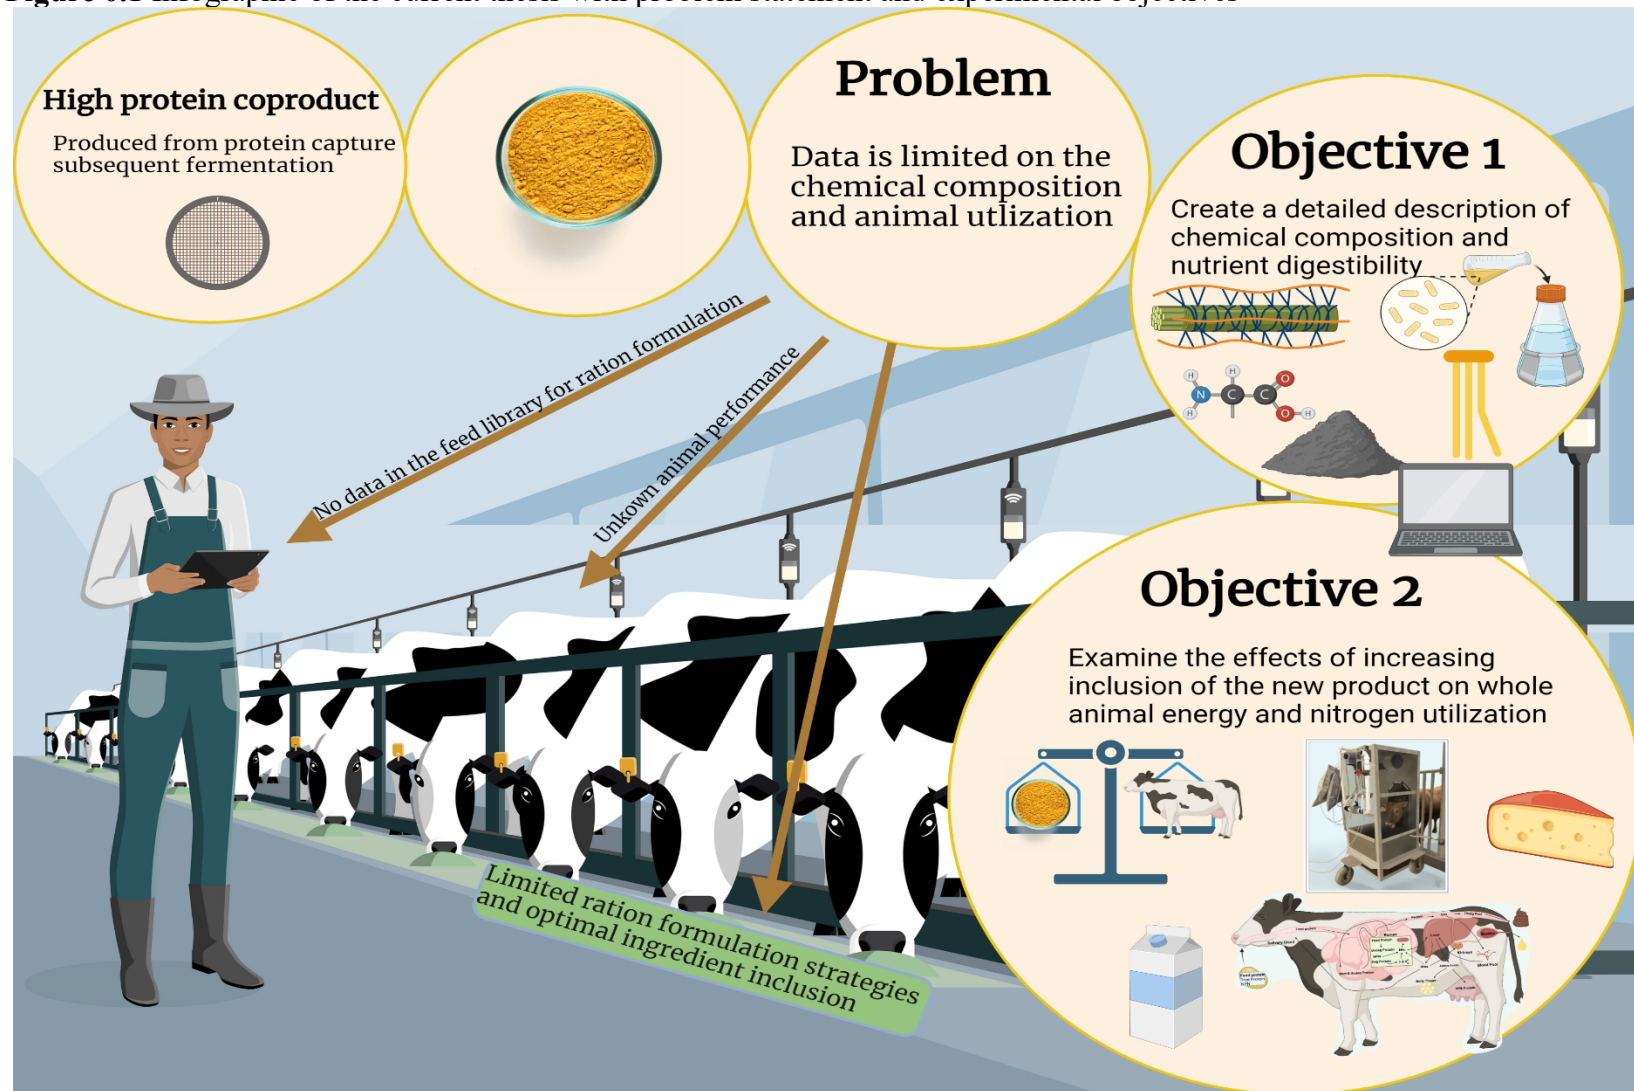 High protein coproduct
Produced from protein capture
subsequent fermentation
Problem
Data is limited on the
chemical composition
and animal utlization
Objective 1
Create a detailed description of
chemical composition and
nutrient digestibility
H
H
N
C
C
O
H
O
H
No data in the feed library for ration formulation
Unkown animal performance
Limited ration formulation strategies
and optimal ingredient inclusion
Objective 2
Examine the effects of increasing
inclusion of the new product on whole
animal energy and nitrogen utilization